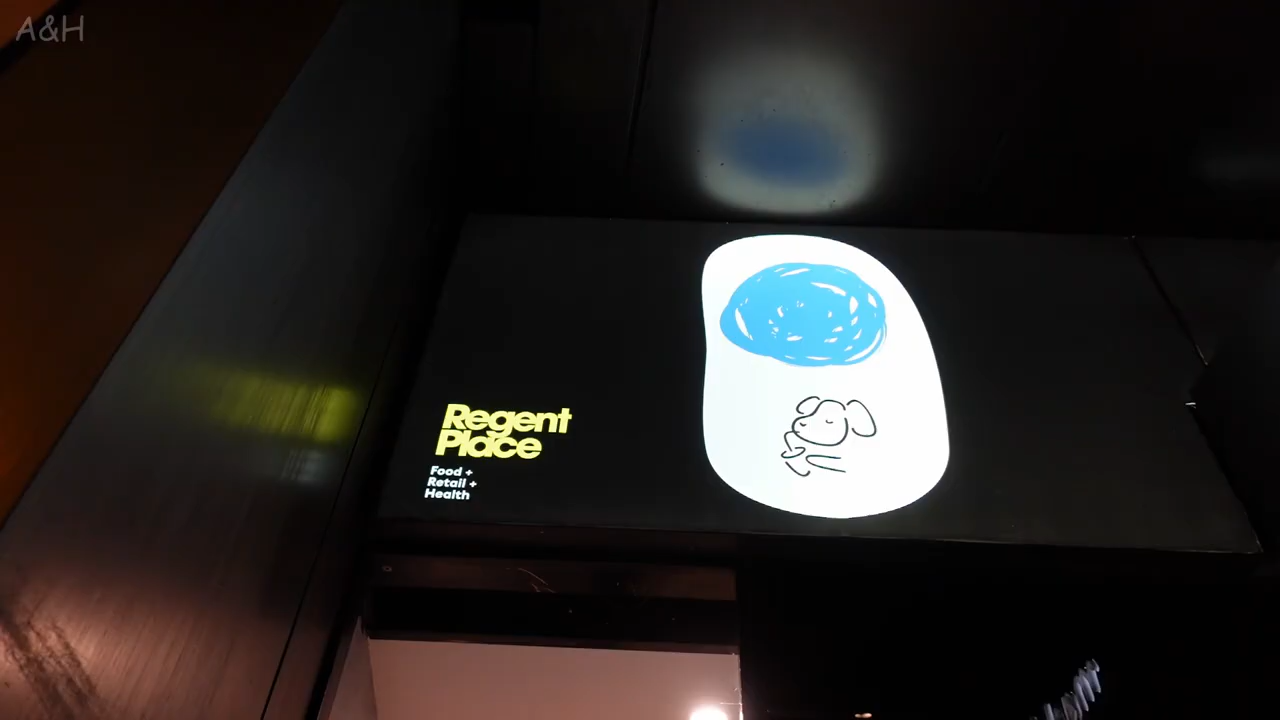 A&H
Regent
Place
Food +
Retail +
Health